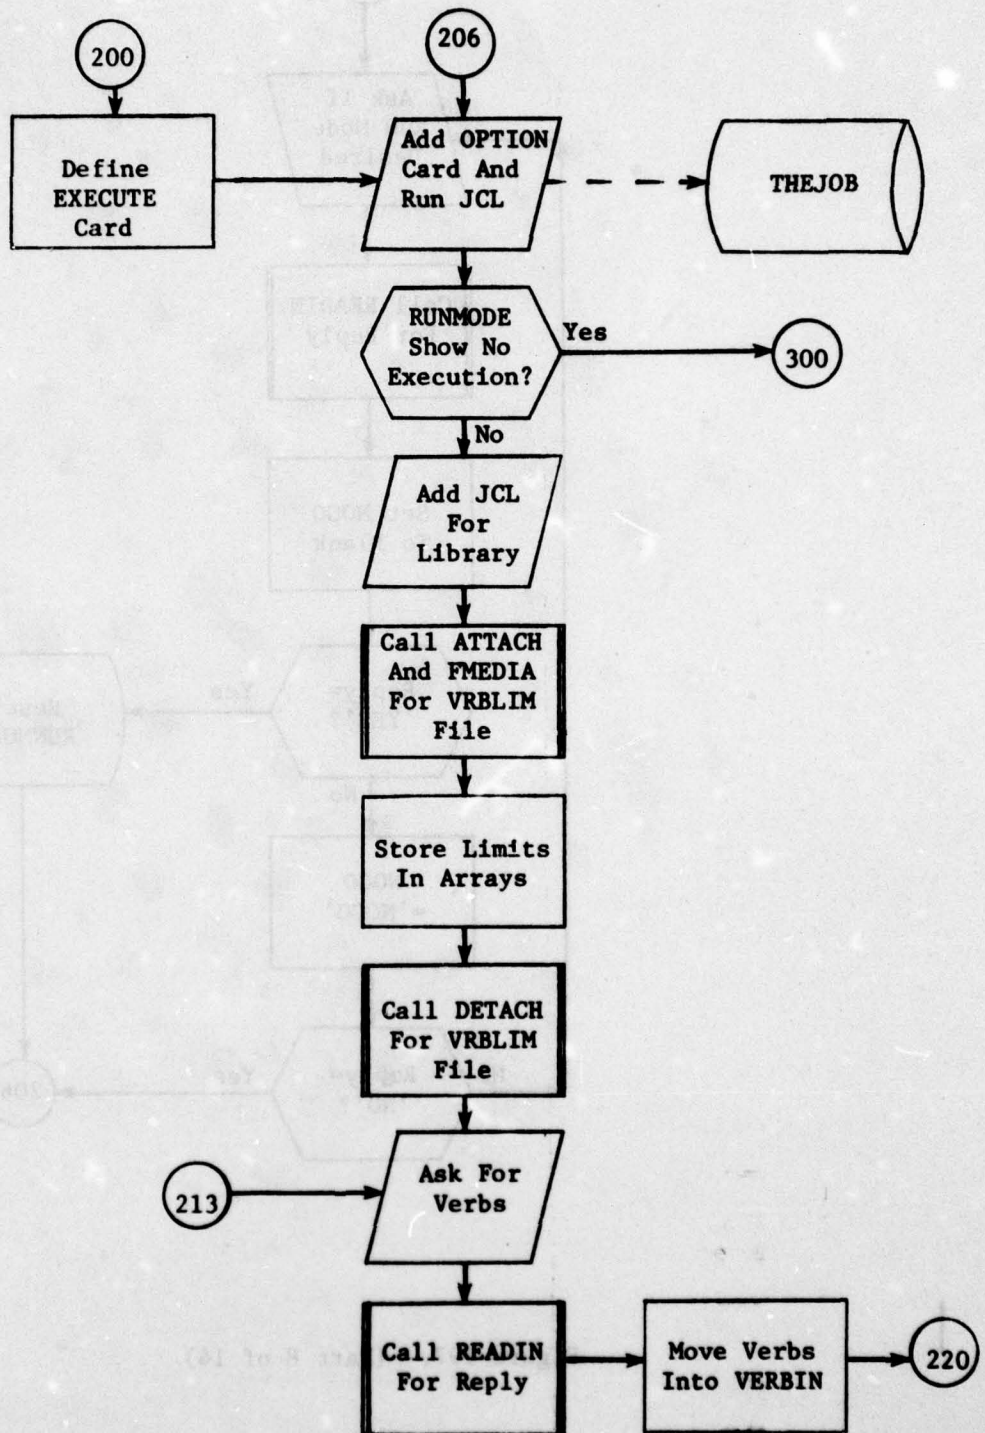 200
206
Define
EXECUTE
Card
Add OPTION
Card And
Run JCL
THEJOB
RUNMODE
Show No
Execution?
Yes
300
No
Add JCL
For
Library
Call ATTACH
And FMEDIA
For VRBLIM
File
Store Limits
In Arrays
Call DETACH
For VRBLIM
File
213
Ask For
Verbs
Call READIN
For Reply
Move Verbs
Into VERBIN
220